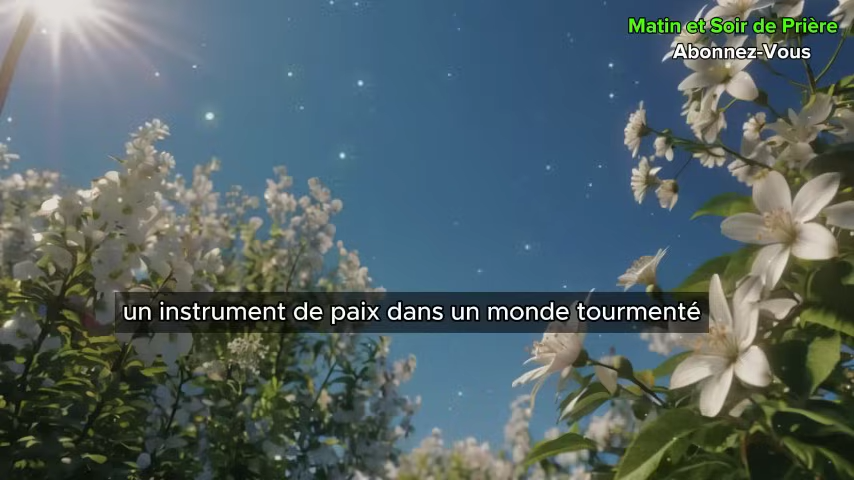 Matin et Soir de Prière
Abonnez-Vous
un instrument de paix dans un monde tourmenté